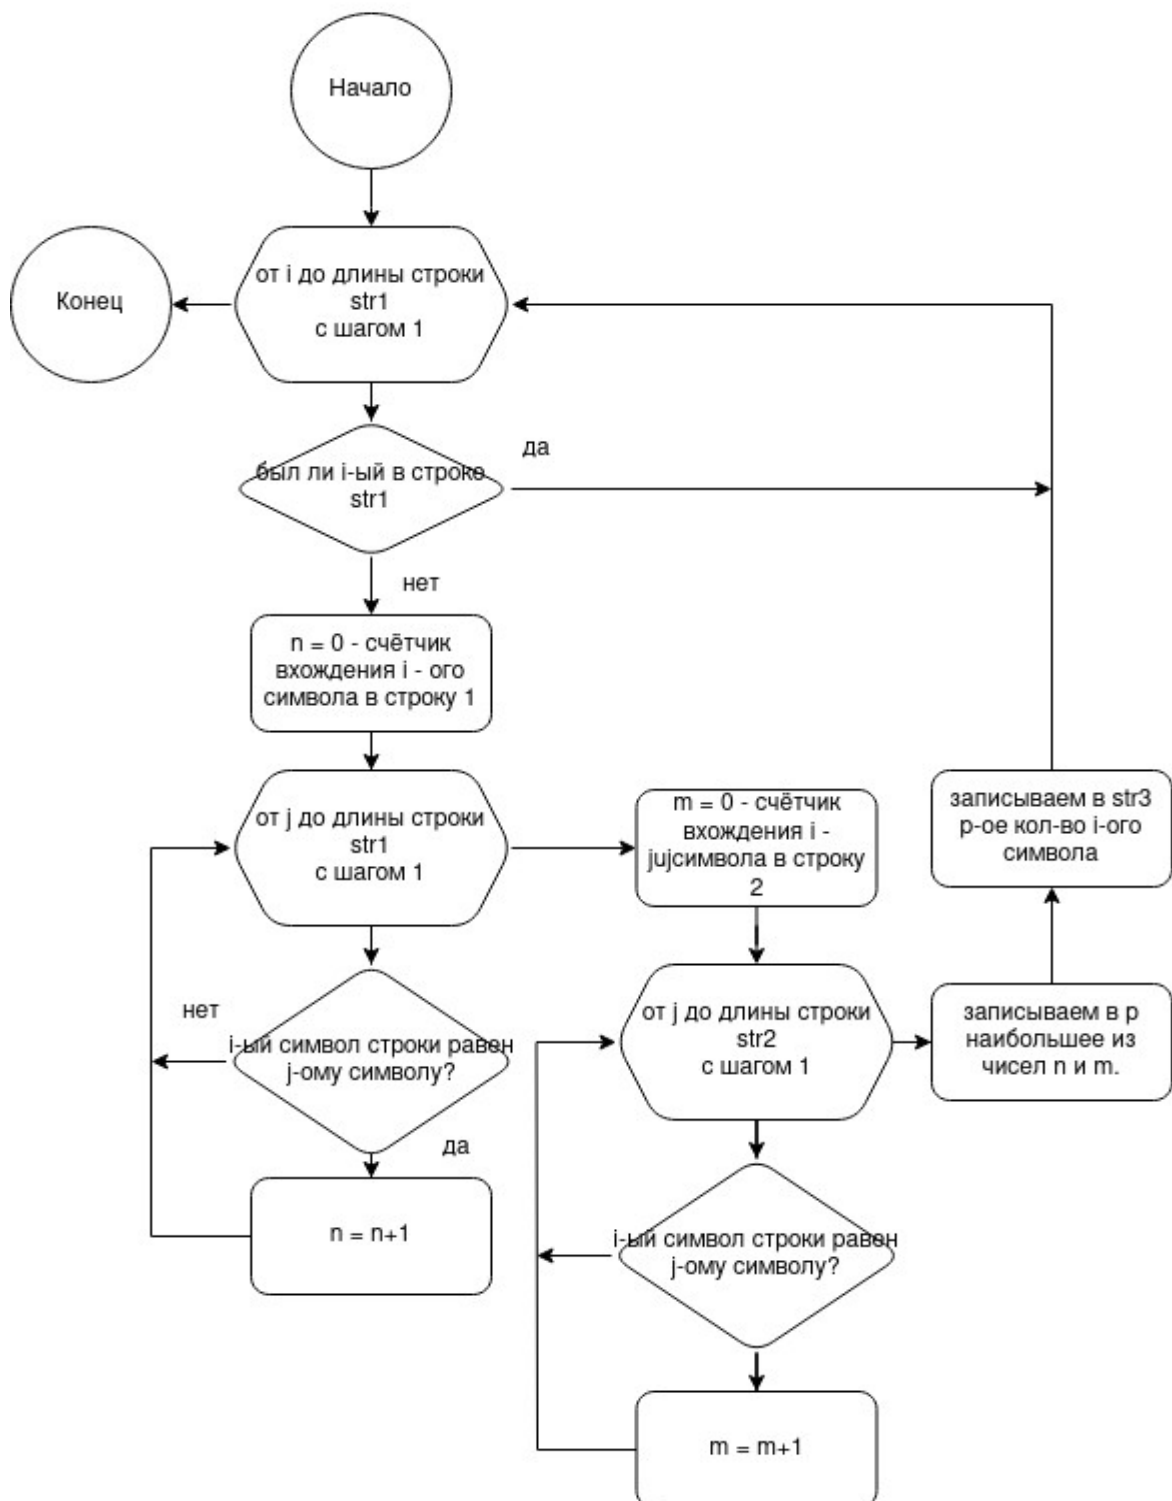 Начало
от i до длины строки
str1
с шагом 1
Конец
был ли i-ый в строке
str1
да
нет
n = 0 - счётчик
вхождения i - ого
символа в строку 1
от j до длины строки
str1
с шагом 1
i-ый символ строки равен
j-ому символу?
нет
да
n = n+1
m = 0 - счётчик
вхождения i -
jujсимвола в строку
2
от j до длины строки
str2
с шагом 1
i-ый символ строки равен
j-ому символу?
m = m+1
записываем в p
наибольшее из
чисел n и m.
записываем в str3
p-ое кол-во i-ого
символа